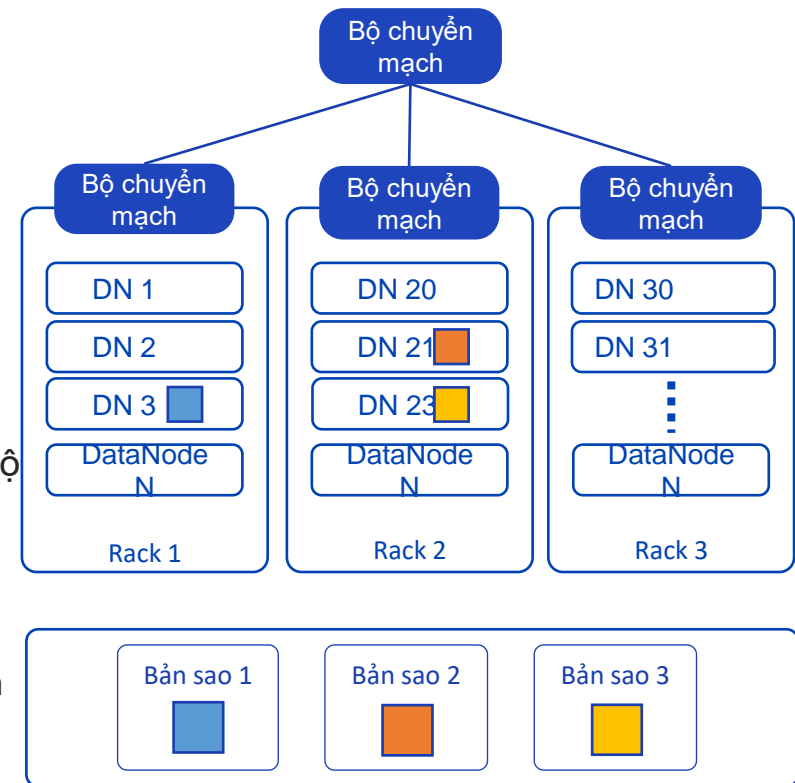 Bộ chuyển
mạch
Bộ chuyển
mạch
Bộ chuyển
mạch
Bộ chuyển
mạch
DN 1
DN 2
DN 3
DataNode
N
Rack 1
DN 20
DN 21
DN 23
DataNode
N
Rack 2
DN 30
DN 31
DataNode
N
Rack 3
Bản sao 1
Bản sao 2
Bản sao 3